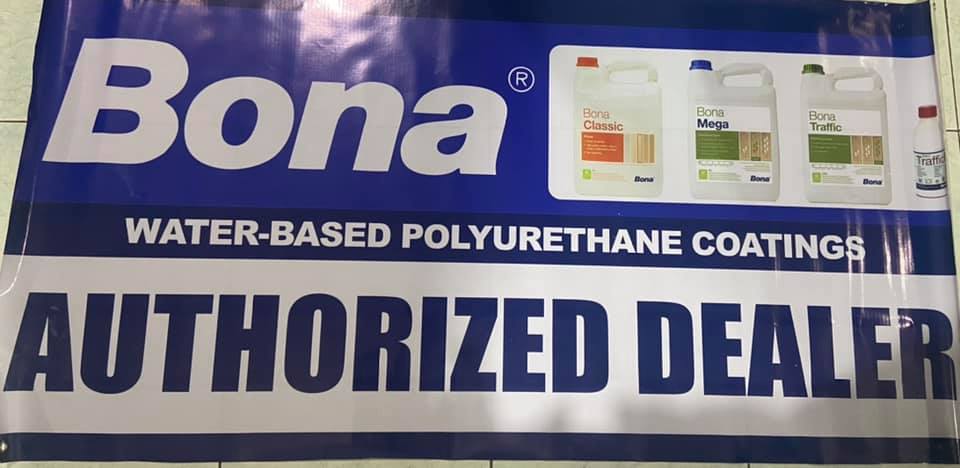 Bona®
Bona
Classic
Bona
Bona
Mega
Bona
Bona
Traffic
Bona
Traffic
WATER-BASED POLYURETHANE COATINGS
AUTHORIZED DEALER